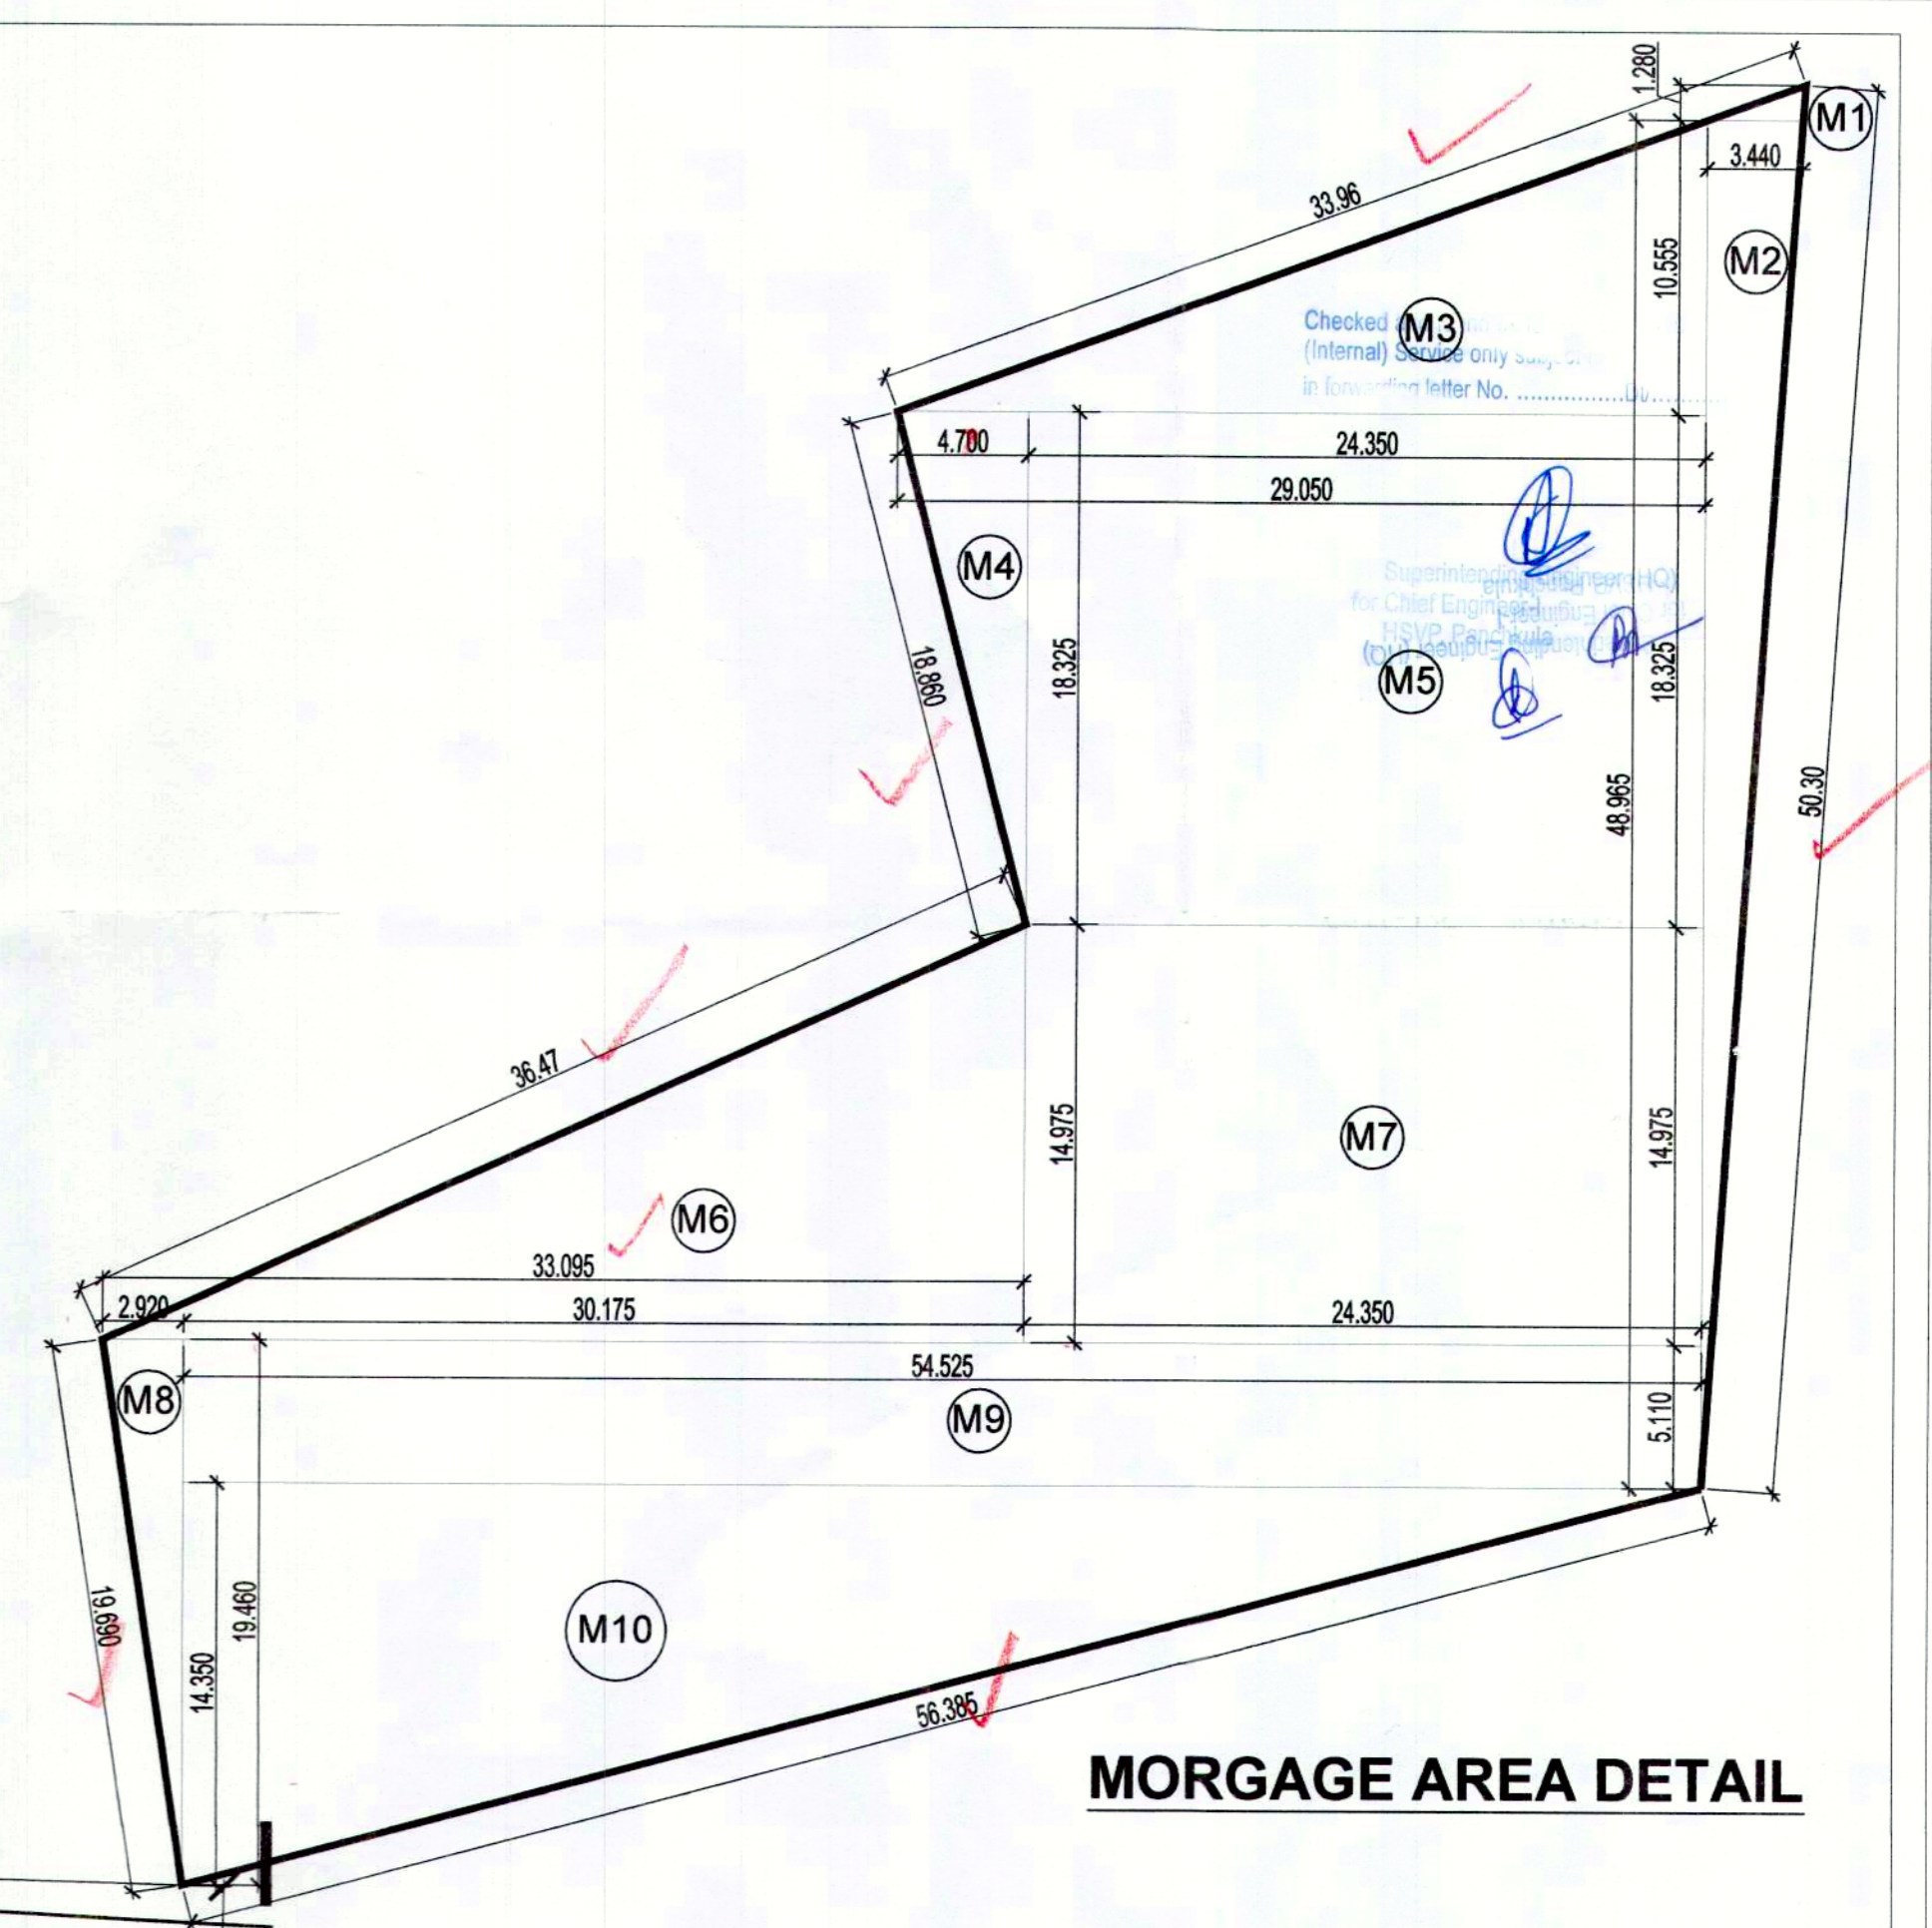 1.280
M1
3.440
33.96
10.555
M2
Checked
M3
(Internal) Service only
in forwarding letter No.
4.700
24.350
29.050
M4
Superintending Engineer (HQ)
for Chief Engineer-I
HSVP, Panchkula
18.860
18.325
M5
18.325
48.965
50.30
36.47
14.975
M7
14.975
M6
33.095
2.920
30.175
24.350
54.525
M8
M9
5.110
19.690
14.350
19.460
M10
56.385
MORGAGE AREA DETAIL